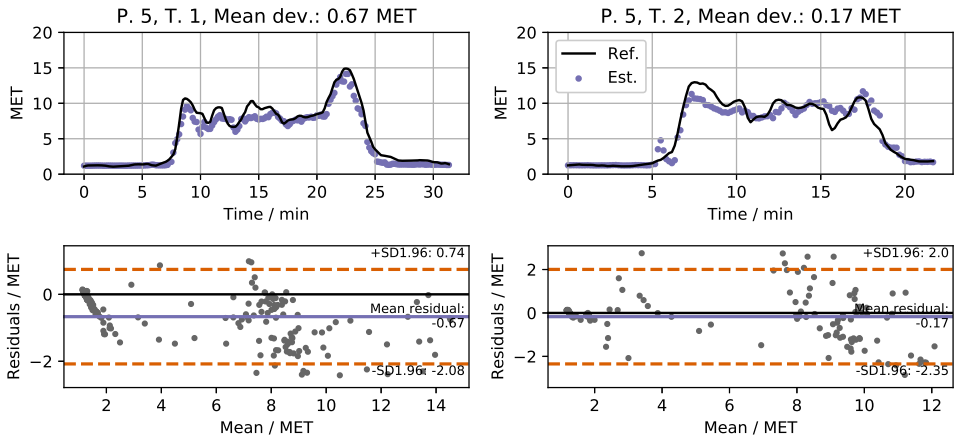 P. 5, T. 1, Mean dev.: 0.67 MET
20
15
10
5
0
MET
0 5 10 15 20 25 30
Time / min
P. 5, T. 2, Mean dev.: 0.17 MET
20
15
10
5
0
MET
Ref.
Est.
0 5 10 15 20
Time / min
+SD1.96: 0.74
Mean residual:
-0.67
-SD1.96: -2.08
0
−2
Residuals / MET
2 4 6 8 10 12 14
Mean / MET
+SD1.96: 2.0
Mean residual:
-0.17
-SD1.96: -2.35
2
0
−2
Residuals / MET
2 4 6 8 10 12
Mean / MET